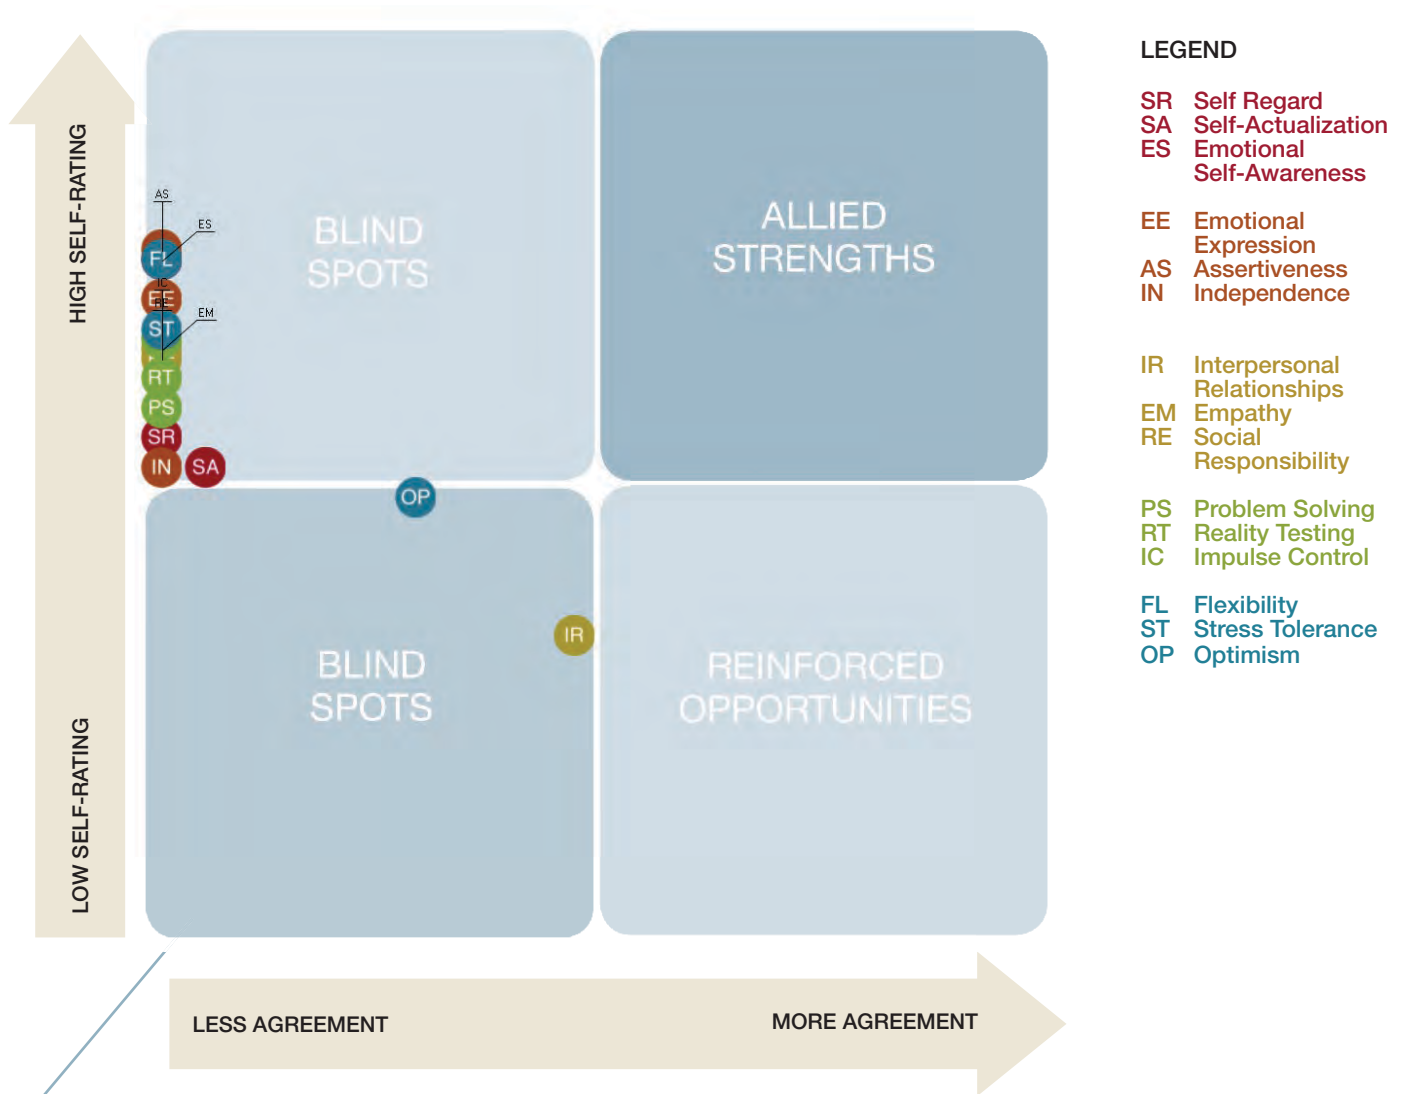 HIGH SELF-RATING
LOW SELF-RATING
BLIND
SPOTS
ALLIED
STRENGTHS
AS
ES
FL
IC
EE
RE
EM
ST
RT
PS
SR
IN
SA
OP
IR
BLIND
SPOTS
REINFORCED
OPPORTUNITIES
LESS AGREEMENT
MORE AGREEMENT
LEGEND
SR Self Regard
SA Self-Actualization
ES Emotional
Self-Awareness
EE Emotional
Expression
AS Assertiveness
IN Independence
IR Interpersonal
Relationships
EM Empathy
RE Social
Responsibility
PS Problem Solving
RT Reality Testing
IC Impulse Control
FL Flexibility
ST Stress Tolerance
OP Optimism